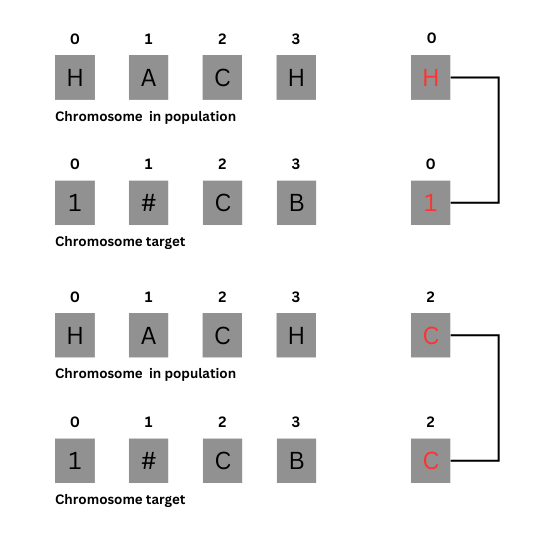 0 1 2 3 0
H A C H H
Chromosome in population
0 1 2 3 0
1 # C B 1
Chromosome target
0 1 2 3 2
H A C H C
Chromosome in population
0 1 2 3 2
1 # C B C
Chromosome target